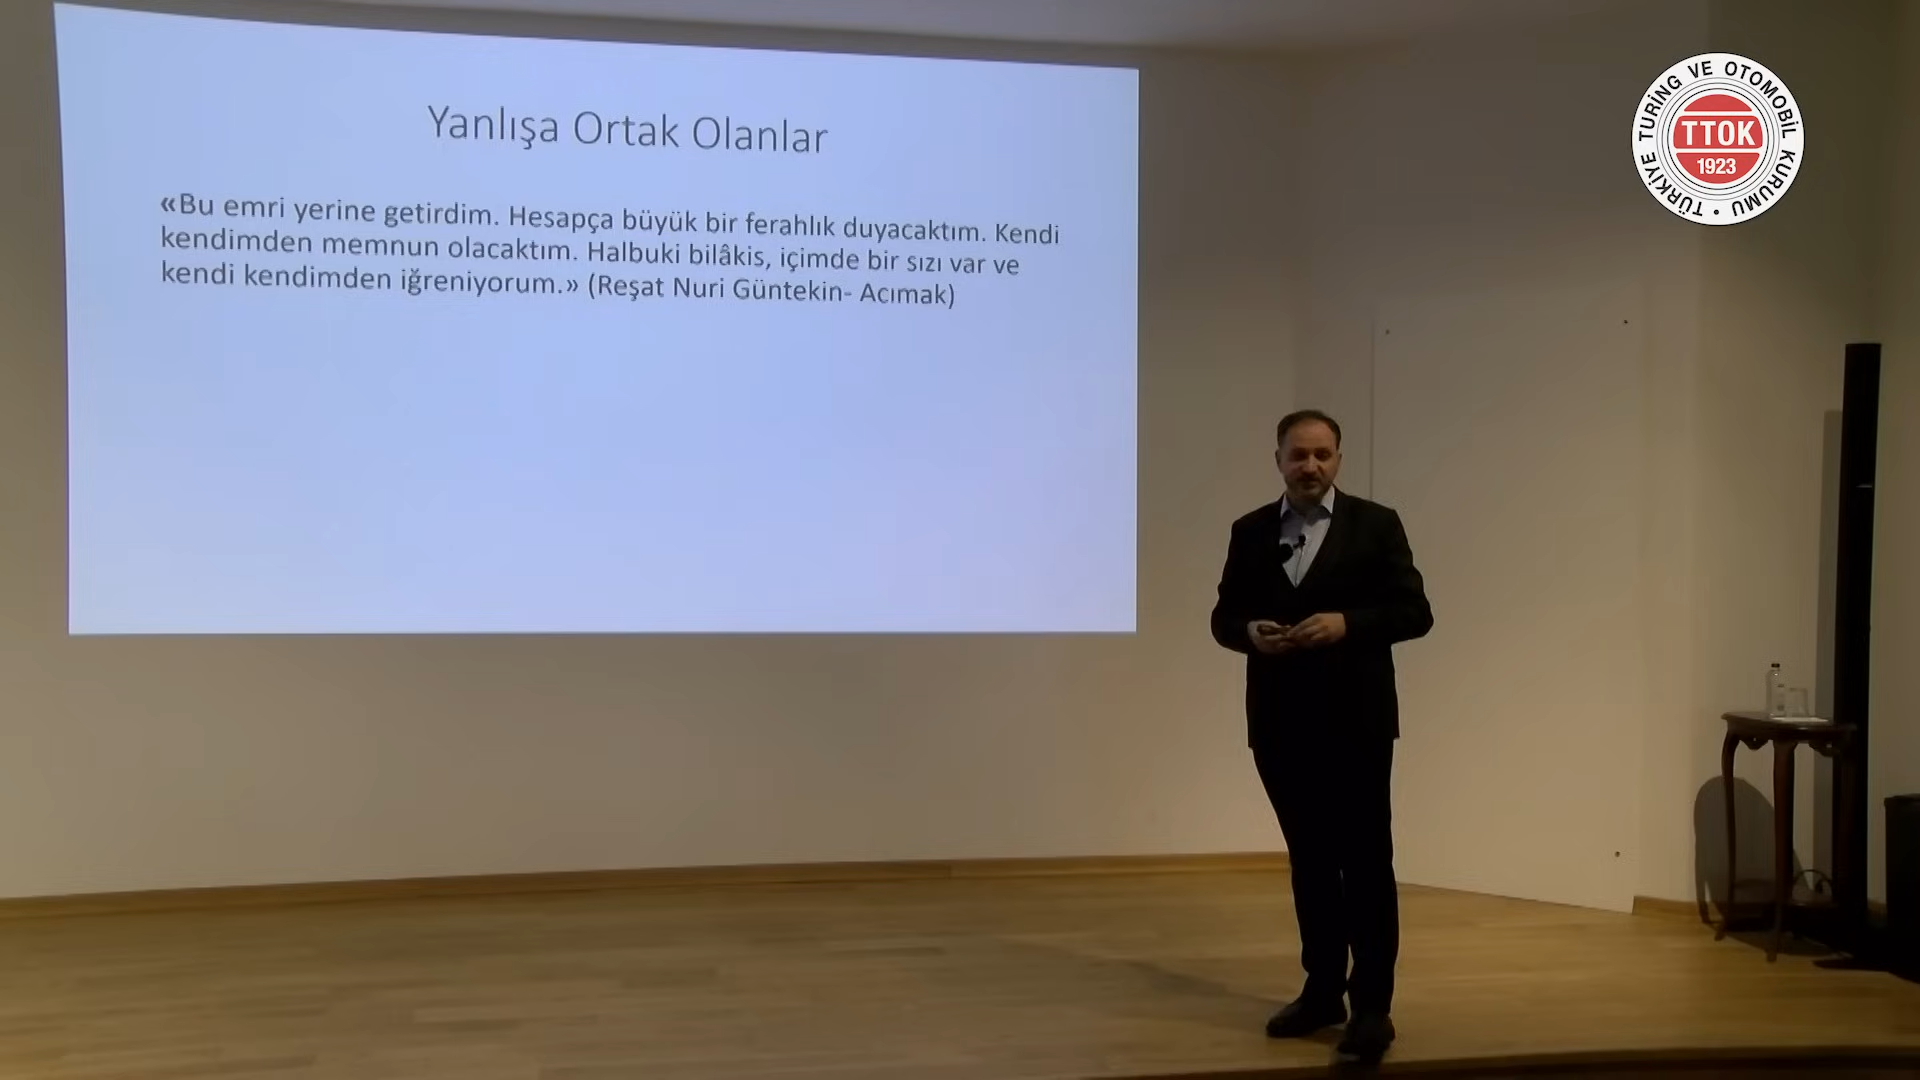 Yanlışa Ortak Olanlar
«Bu emri yerine getirdim. Hesapça büyük bir ferahlık duyacaktım. Kendi
kendimden memnun olacaktım. Halbuki bilâkis, içimde bir sızı var ve
kendi kendimden iğreniyorum.» (Reşat Nuri Güntekin- Acımak)
TÜRKİYE TURİNG VE OTOMOBİL KURUMU •
TTOK
1923